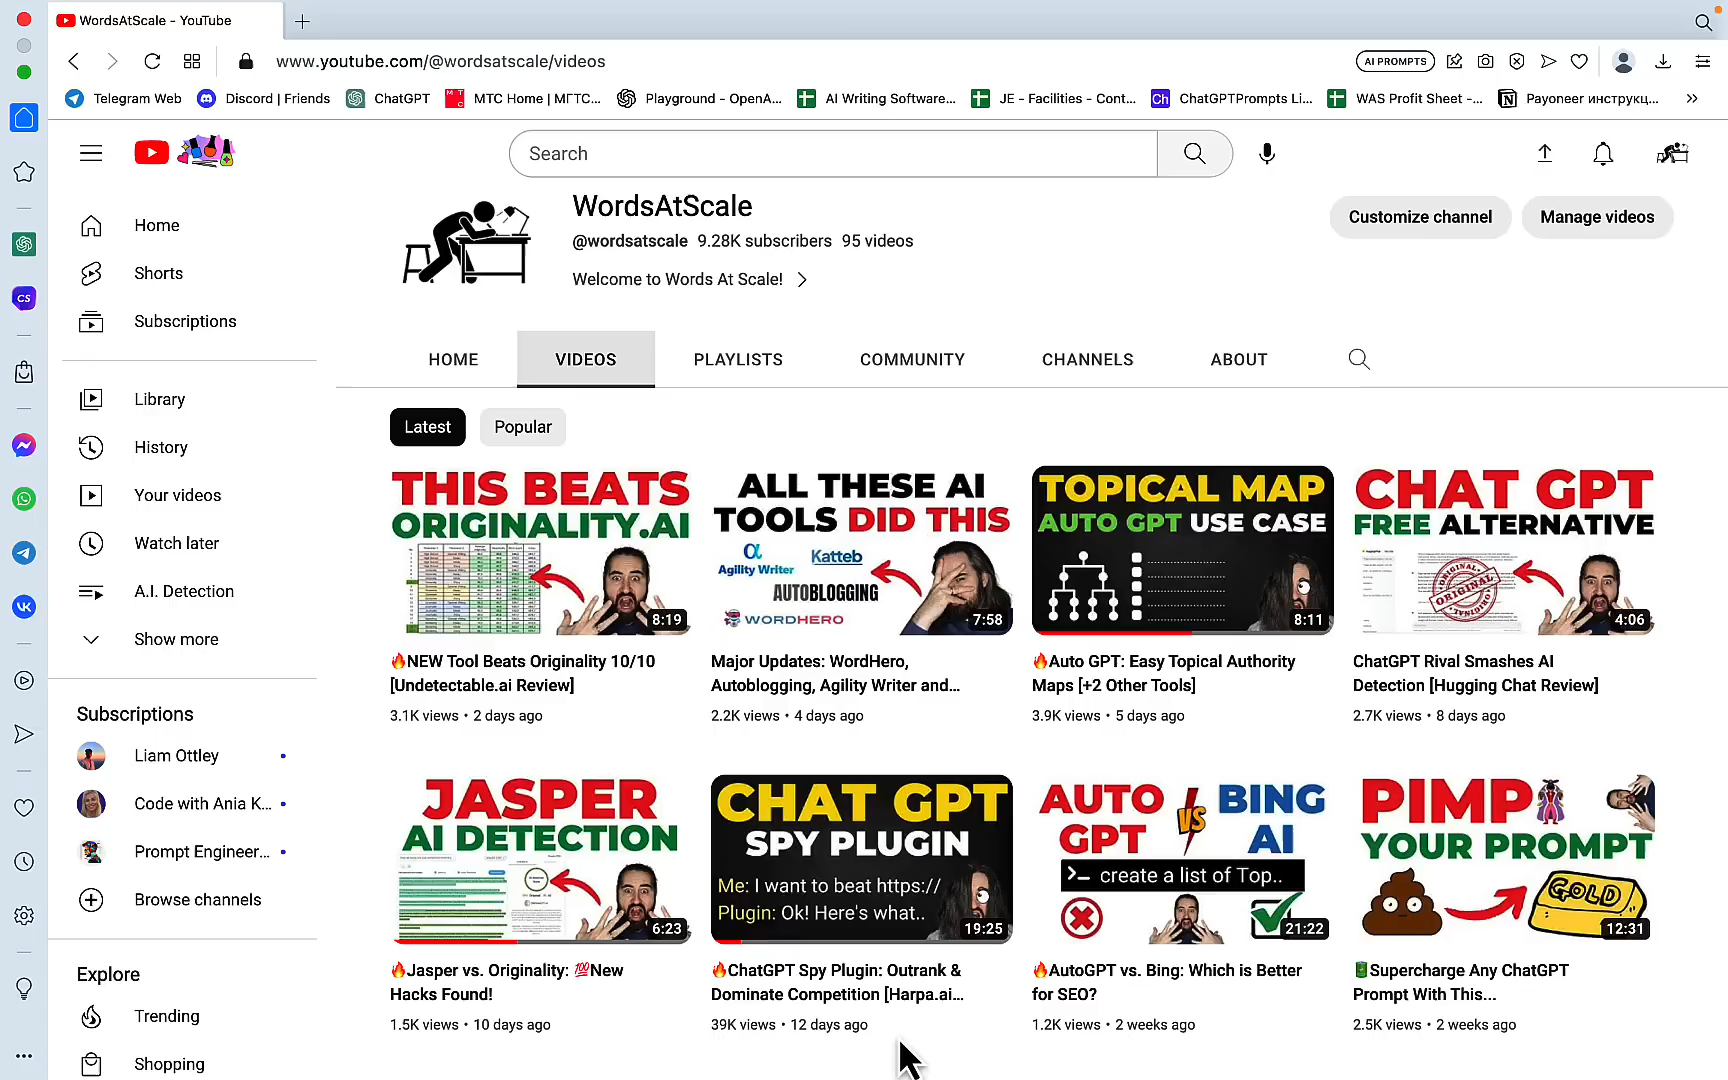 WordsAtScale - YouTube
www.youtube.com/@wordsatscale/videos
AI PROMPTS
Telegram Web
Discord | Friends
ChatGPT
МТС Home | МГТС...
Playground - OpenA...
AI Writing Software...
JE - Facilities - Cont...
Ch ChatGPTPrompts Li...
WAS Profit Sheet -...
Payoneer инструкц...
Search
WordsAtScale
@wordsatscale 9.28K subscribers 95 videos
Welcome to Words At Scale!
Customize channel
Manage videos
HOME
VIDEOS
PLAYLISTS
COMMUNITY
CHANNELS
ABOUT
Latest
Popular
CS
Home
Shorts
Subscriptions
Library
History
Your videos
Watch later
A.I. Detection
Show more
Subscriptions
Liam Ottley
Code with Ania K...
Prompt Engineer...
Browse channels
Explore
Trending
Shopping
THIS BEATS
ORIGINALITY.AI
8:19
🔥NEW Tool Beats Originality 10/10
[Undetectable.ai Review]
3.1K views • 2 days ago
ALL THESE AI
TOOLS DID THIS
Agility Writer
Katteb
AUTOBLOGGING
WORDHERO
7:58
Major Updates: WordHero,
Autoblogging, Agility Writer and...
2.2K views • 4 days ago
TOPICAL MAP
AUTO GPT USE CASE
8:11
🔥Auto GPT: Easy Topical Authority
Maps [+2 Other Tools]
3.9K views • 5 days ago
CHAT GPT
FREE ALTERNATIVE
ORIGINAL
4:06
ChatGPT Rival Smashes AI
Detection [Hugging Chat Review]
2.7K views • 8 days ago
JASPER
AI DETECTION
6:23
🔥Jasper vs. Originality: 💯New
Hacks Found!
1.5K views • 10 days ago
CHAT GPT
SPY PLUGIN
Me: I want to beat https://
Plugin: Ok! Here's what..
19:25
🔥ChatGPT Spy Plugin: Outrank &
Dominate Competition [Harpa.ai...
39K views • 12 days ago
AUTO
GPT
VS
BING
AI
>_ create a list of Top..
21:22
🔥AutoGPT vs. Bing: Which is Better
for SEO?
1.2K views • 2 weeks ago
PIMP
YOUR PROMPT
GOLD
12:31
🔋Supercharge Any ChatGPT
Prompt With This...
2.5K views • 2 weeks ago